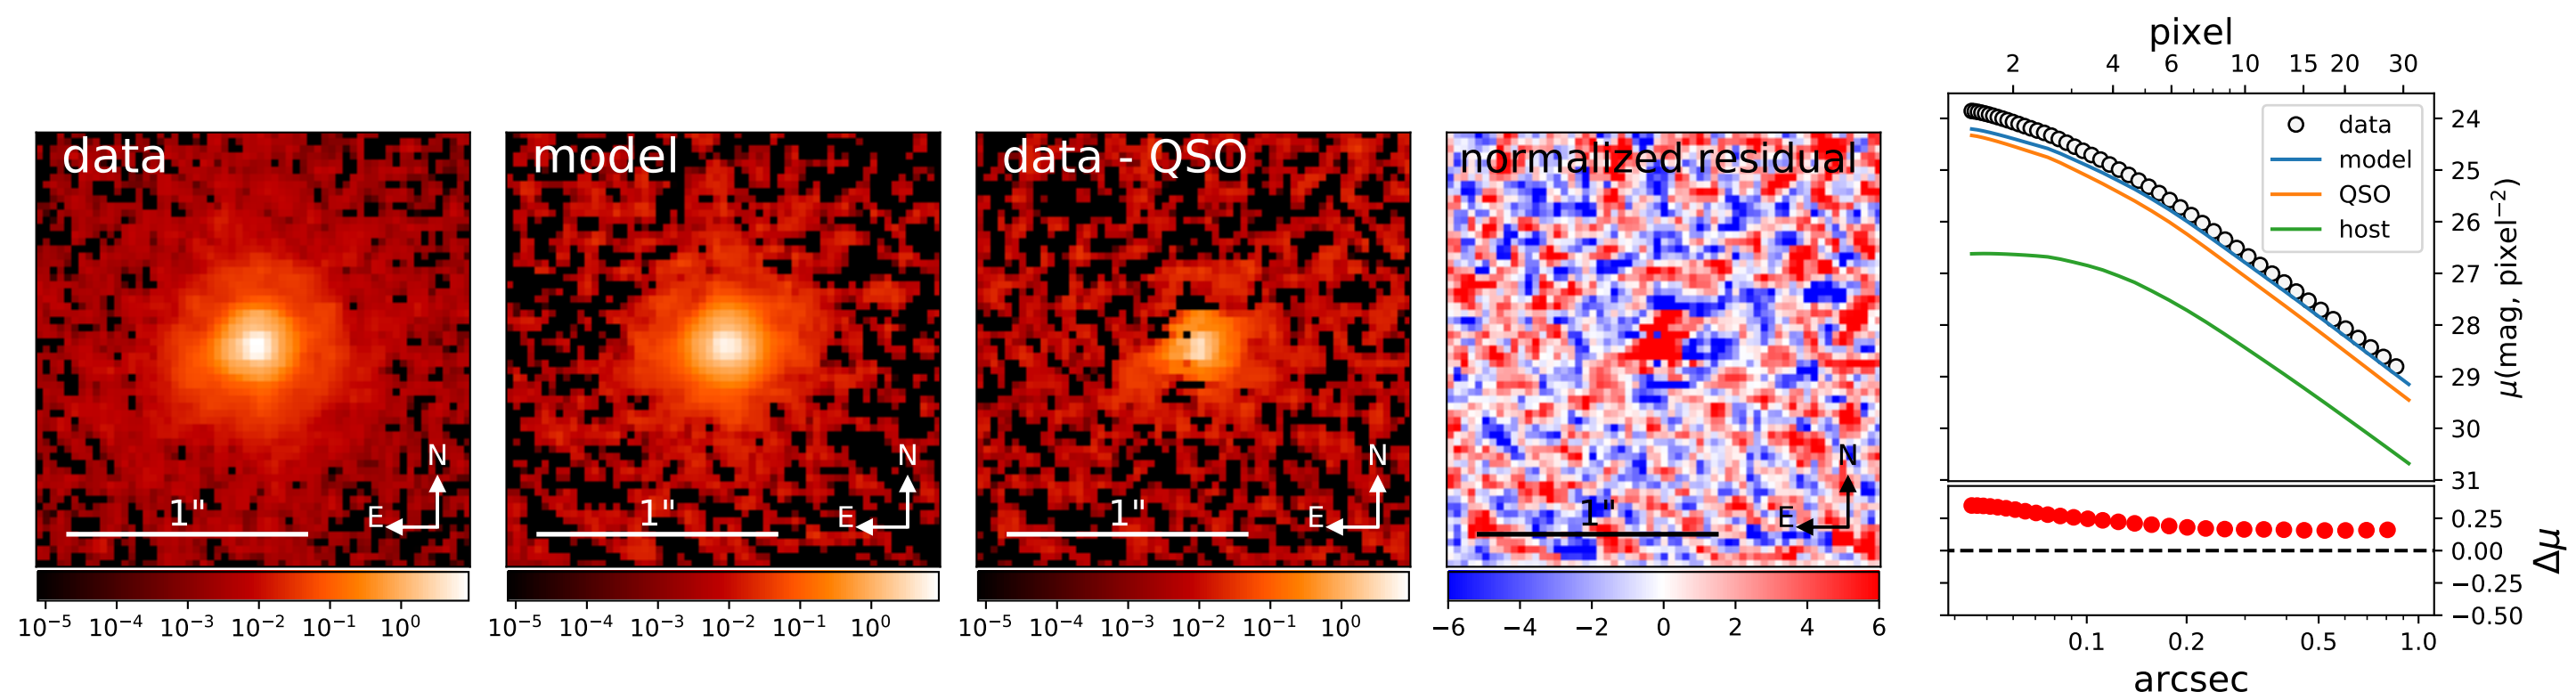 data
N
E
1"
10⁻⁵ 10⁻⁴ 10⁻³ 10⁻² 10⁻¹ 10⁰
model
N
E
1"
10⁻⁵ 10⁻⁴ 10⁻³ 10⁻² 10⁻¹ 10⁰
data - QSO
N
E
1"
10⁻⁵ 10⁻⁴ 10⁻³ 10⁻² 10⁻¹ 10⁰
normalized residual
N
E
1"
−6 −4 −2 0 2 4 6
pixel
2 4 6 10 15 20 30
data
model
QSO
host
24
25
26
27
28
29
30
31
μ(mag, pixel⁻²)
0.25
0.00
−0.25
−0.50
Δμ
0.1 0.2 0.5 1.0
arcsec